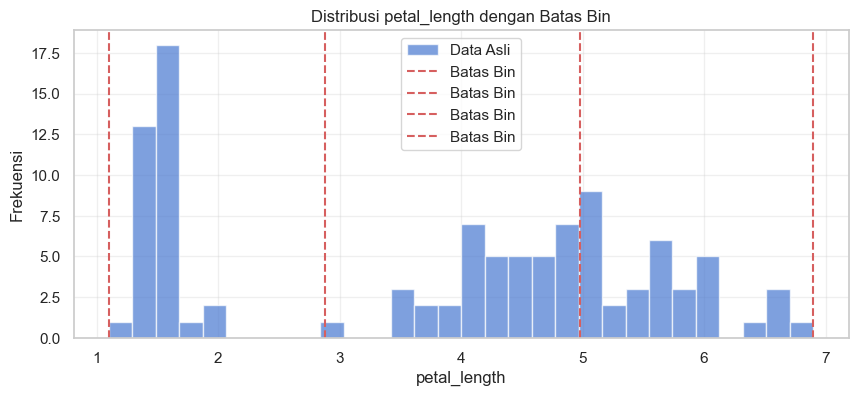 Distribusi petal_length dengan Batas Bin
Data Asli
Batas Bin
Batas Bin
Batas Bin
Batas Bin
Frekuensi
17.5
15.0
12.5
10.0
7.5
5.0
2.5
0.0
1 2 3 4 5 6 7
petal_length